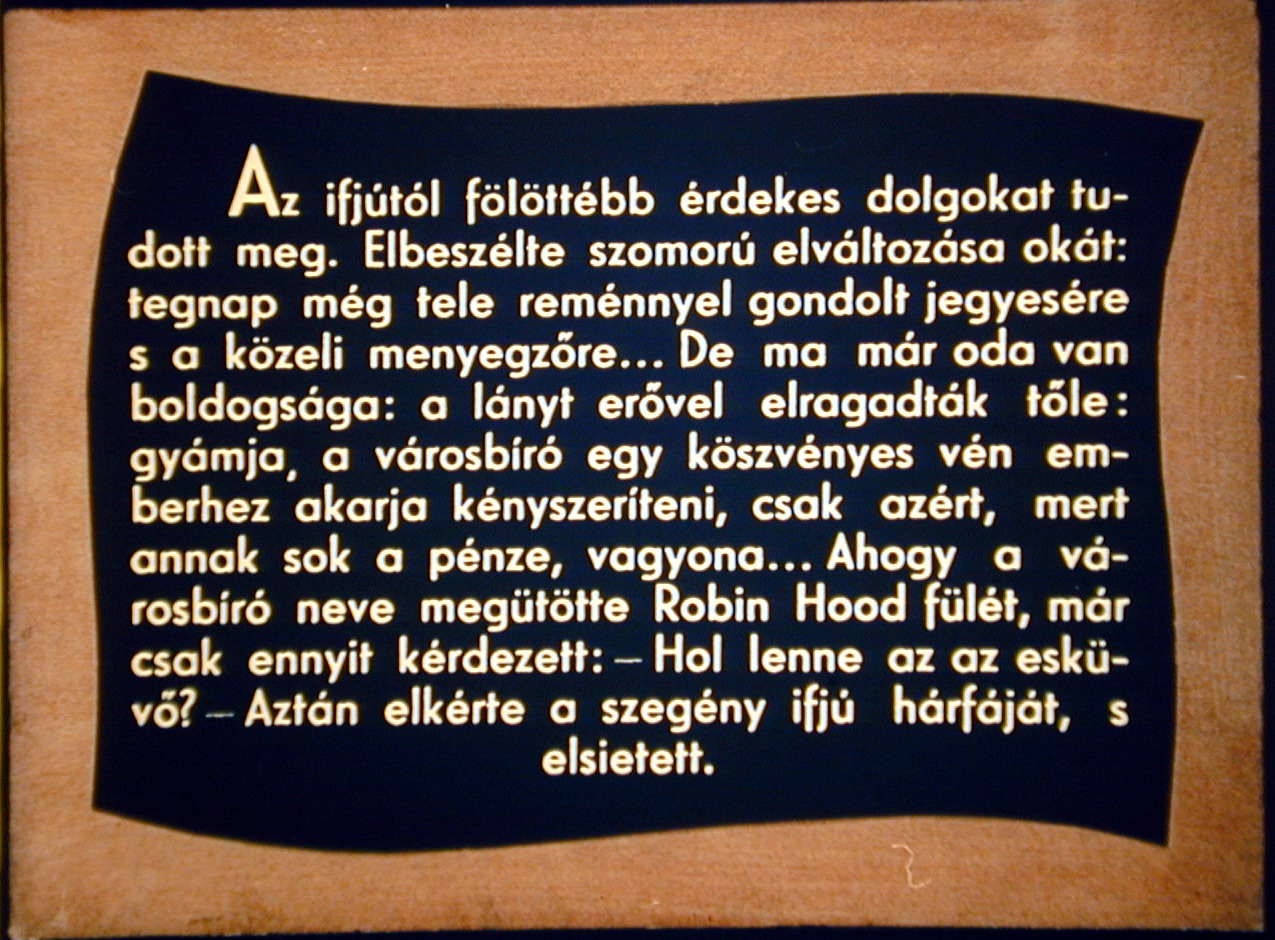 Az ifjútól fölöttébb érdekes dolgokat tu-
dott meg. Elbeszélte szomorú elváltozása okát:
tegnap még tele reménnyel gondolt jegyesére
s a közeli menyegzőre... De ma már oda van
boldogsága: a lányt erővel elragadták tőle:
gyámja, a városbíró egy köszvényes vén em-
berhez akarja kényszeríteni, csak azért, mert
annak sok a pénze, vagyona... Ahogy a vá-
rosbíró neve megütötte Robin Hood fülét, már
csak ennyit kérdezett: – Hol lenne az az eskü-
vő? – Aztán elkérte a szegény ifjú hárfáját, s
elsietett.